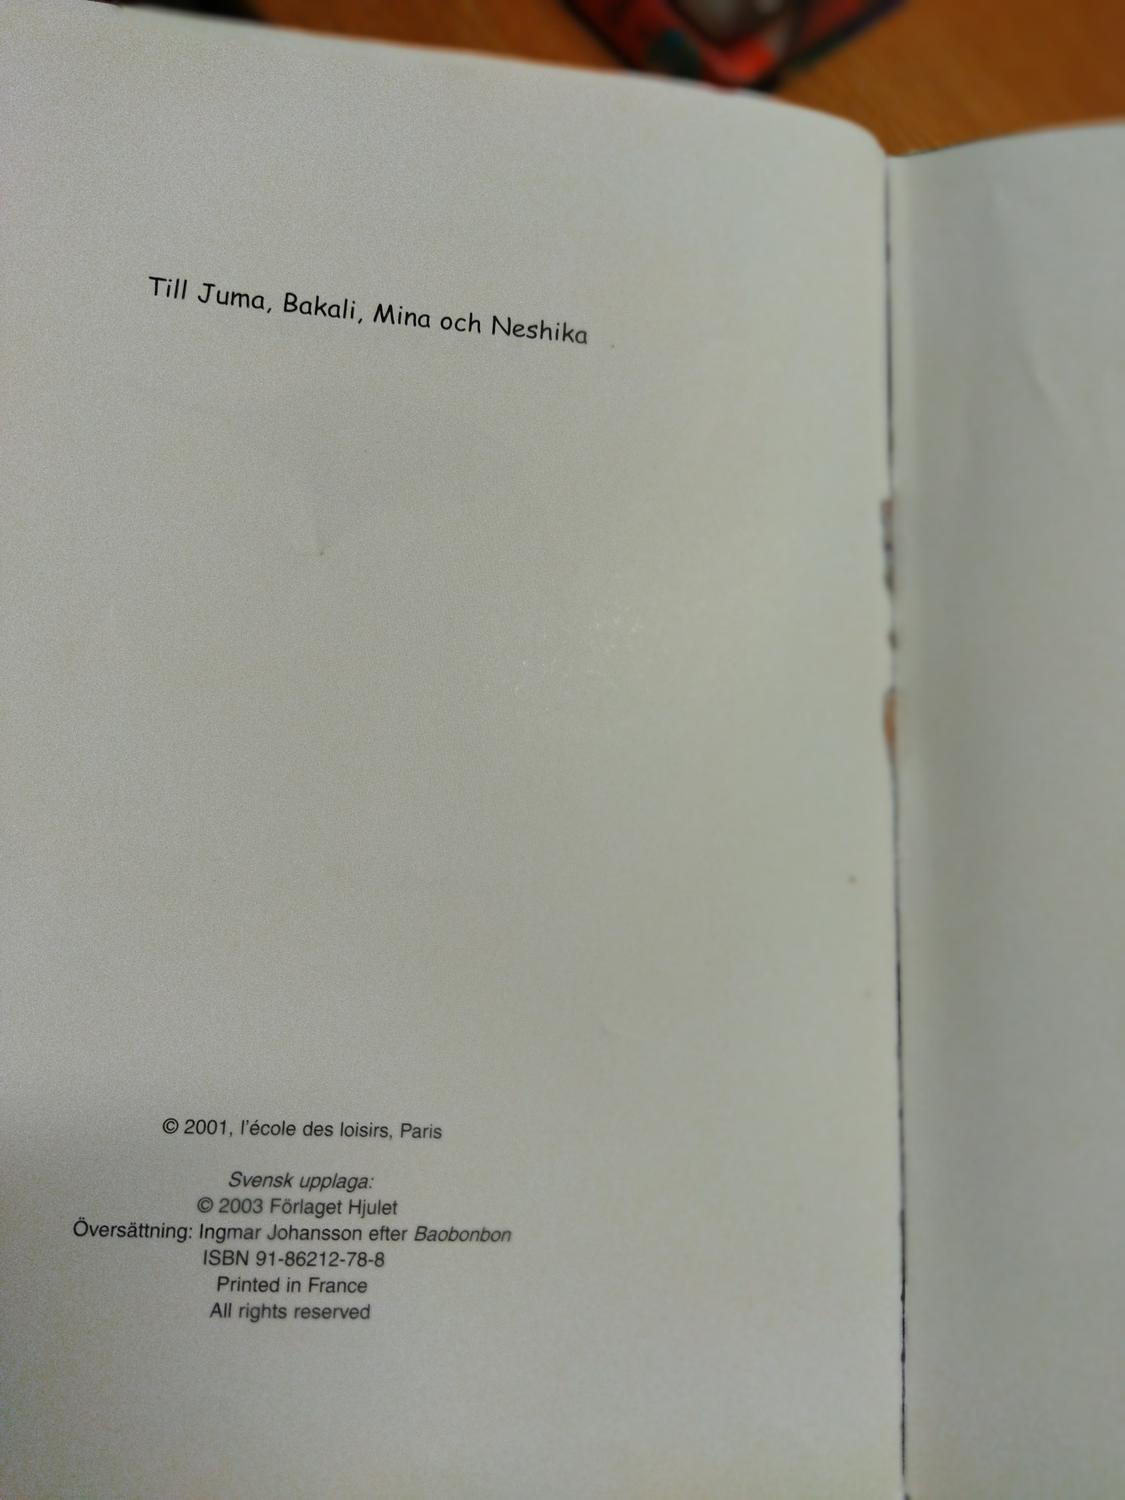 Till Juma, Bakali, Mina och Neshika
© 2001, l'école des loisirs, Paris
Svensk upplaga:
© 2003 Förlaget Hjulet
Översättning: Ingmar Johansson efter Baobonbon
ISBN 91-86212-78-8
Printed in France
All rights reserved